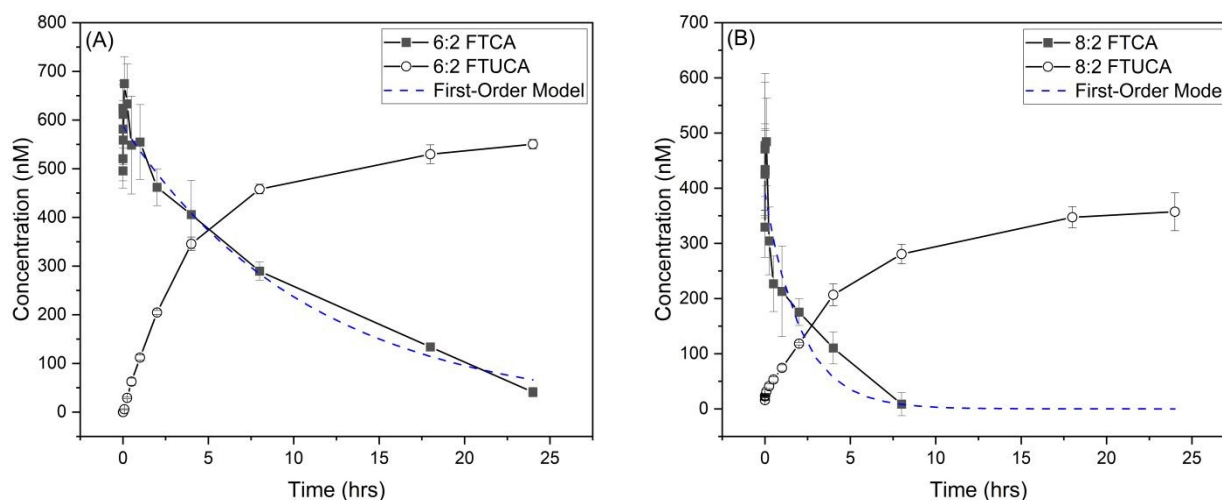 (A)
6:2 FTCA
6:2 FTUCA
First-Order Model
Concentration (nM)
800
700
600
500
400
300
200
100
0
0 5 10 15 20 25
Time (hrs)
(B)
8:2 FTCA
8:2 FTUCA
First-Order Model
Concentration (nM)
700
600
500
400
300
200
100
0
0 5 10 15 20 25
Time (hrs)